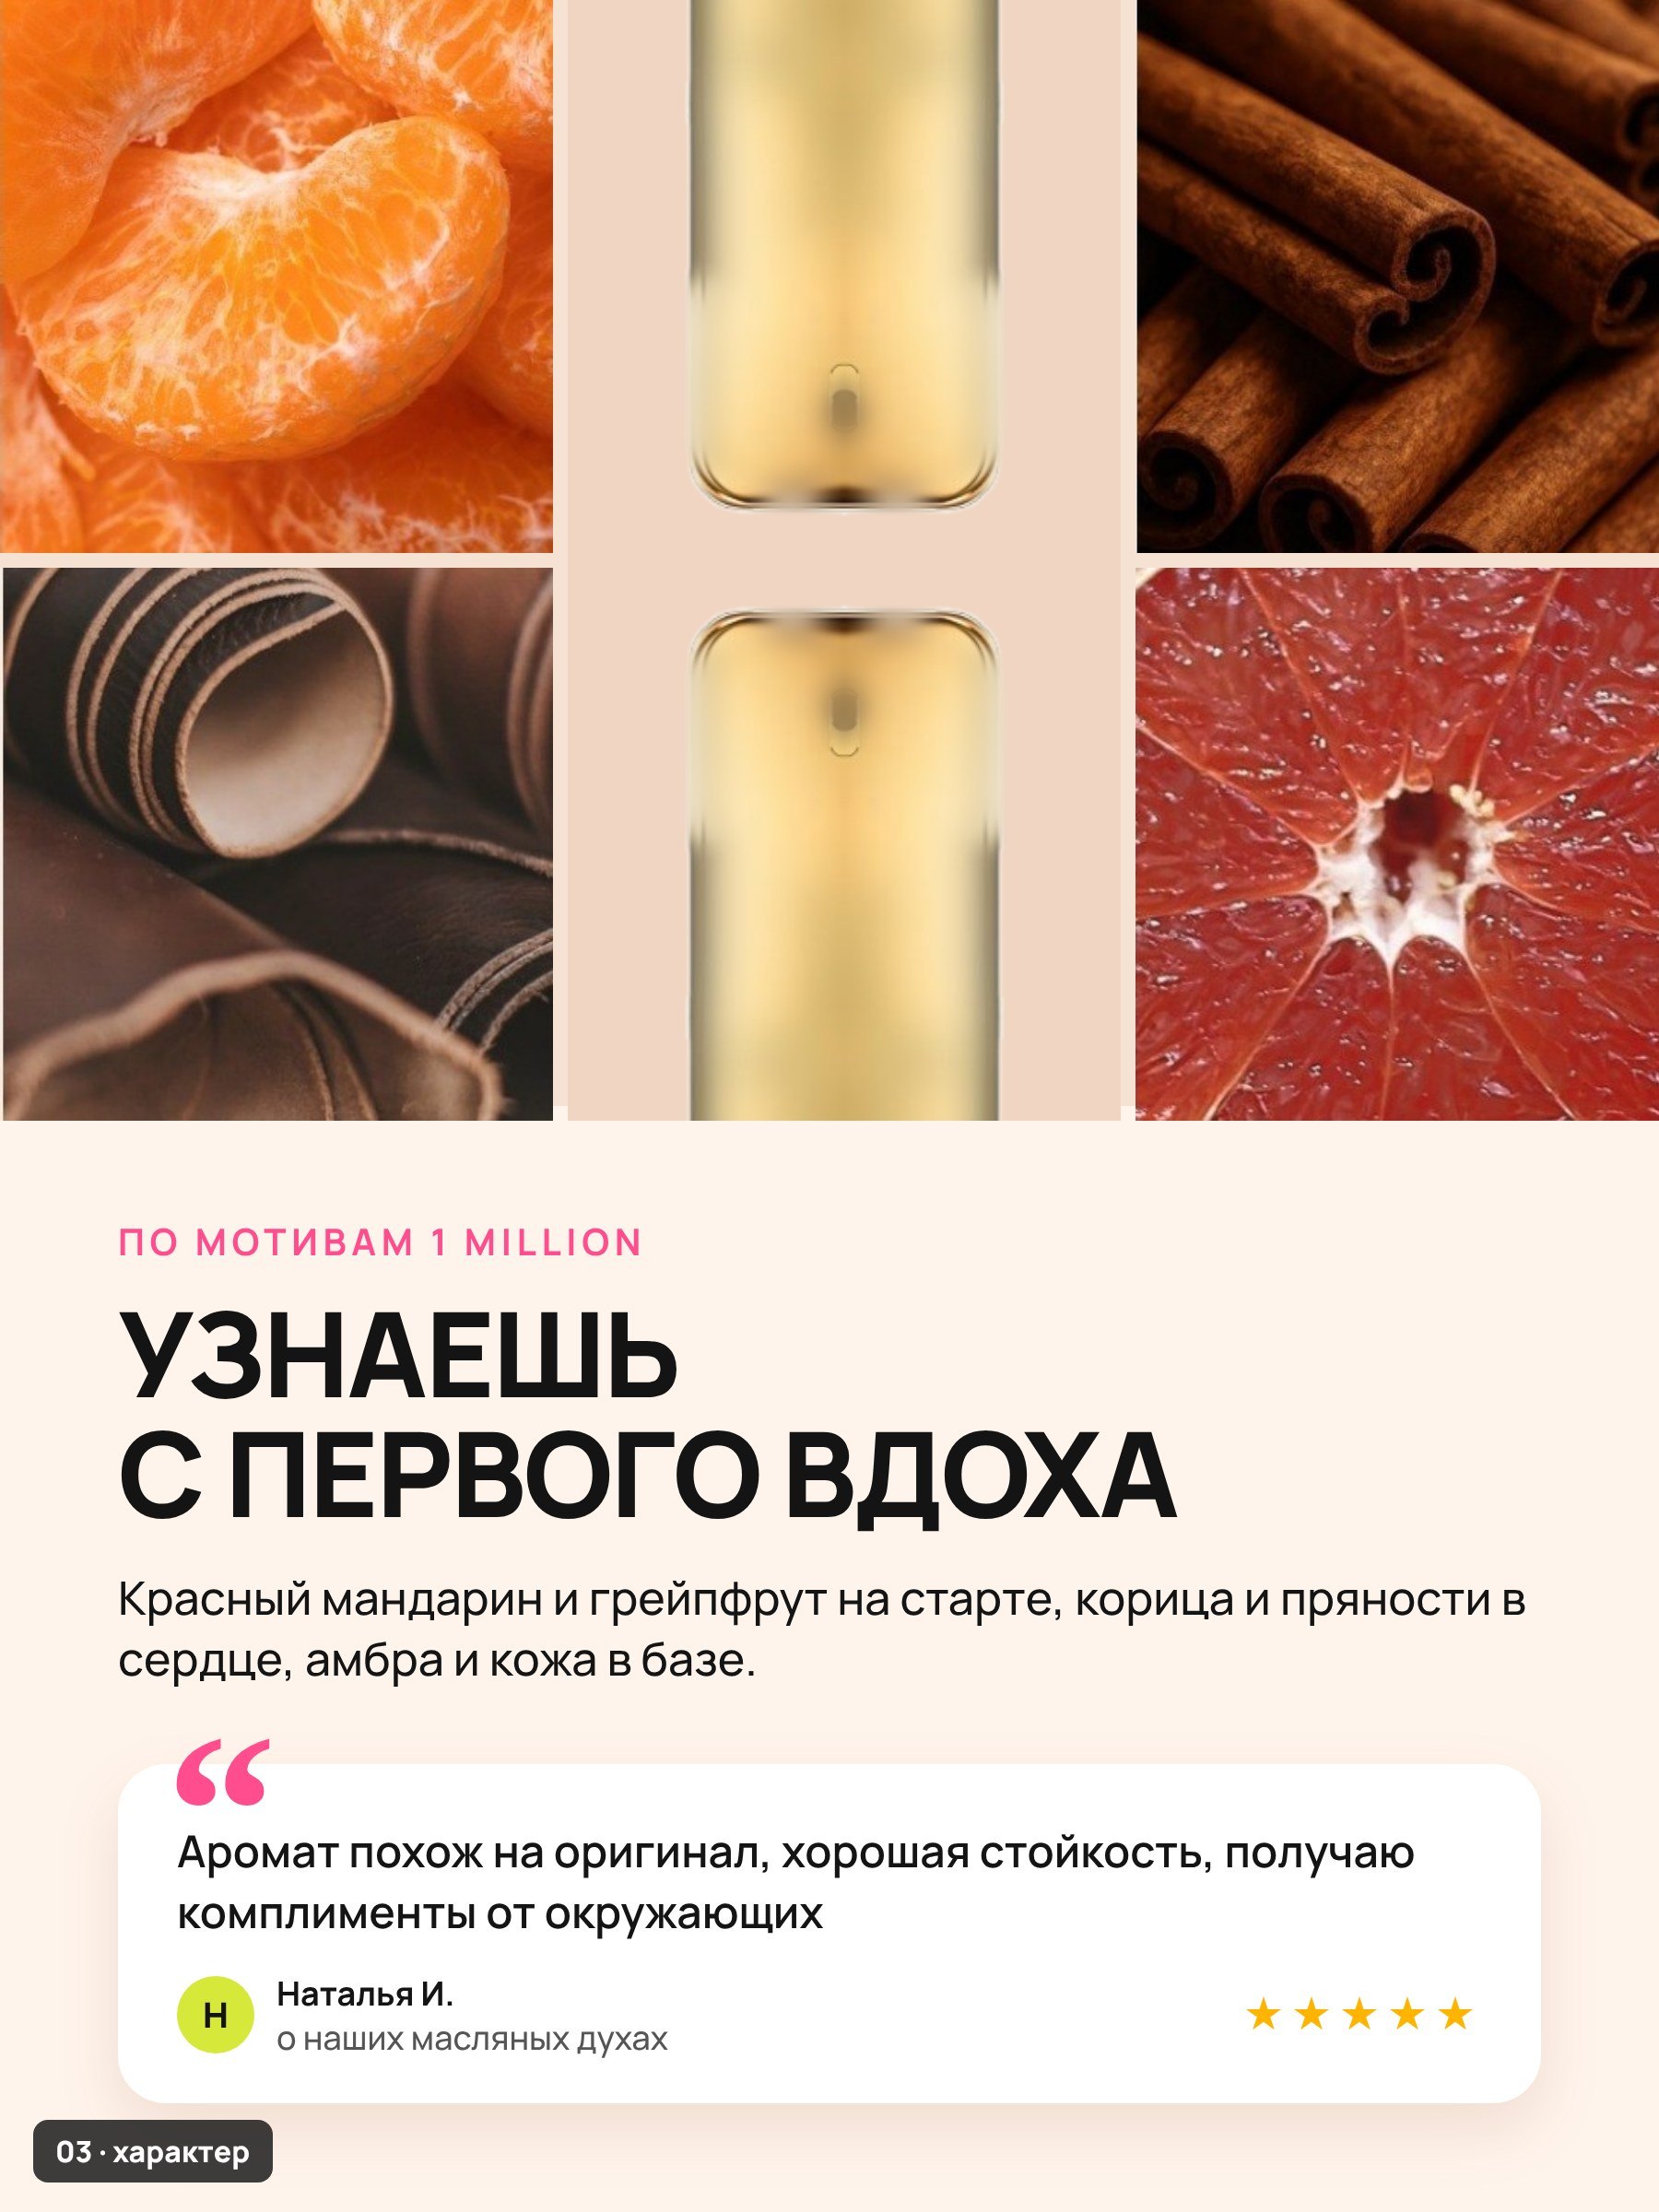 ПО МОТИВАМ 1 MILLION
УЗНАЕШЬ
С ПЕРВОГО ВДОХА
Красный мандарин и грейпфрут на старте, корица и пряности в
сердце, амбра и кожа в базе.
“
Аромат похож на оригинал, хорошая стойкость, получаю
комплименты от окружающих
Н
Наталья И.
о наших масляных духах
★★★★★
03 · характер